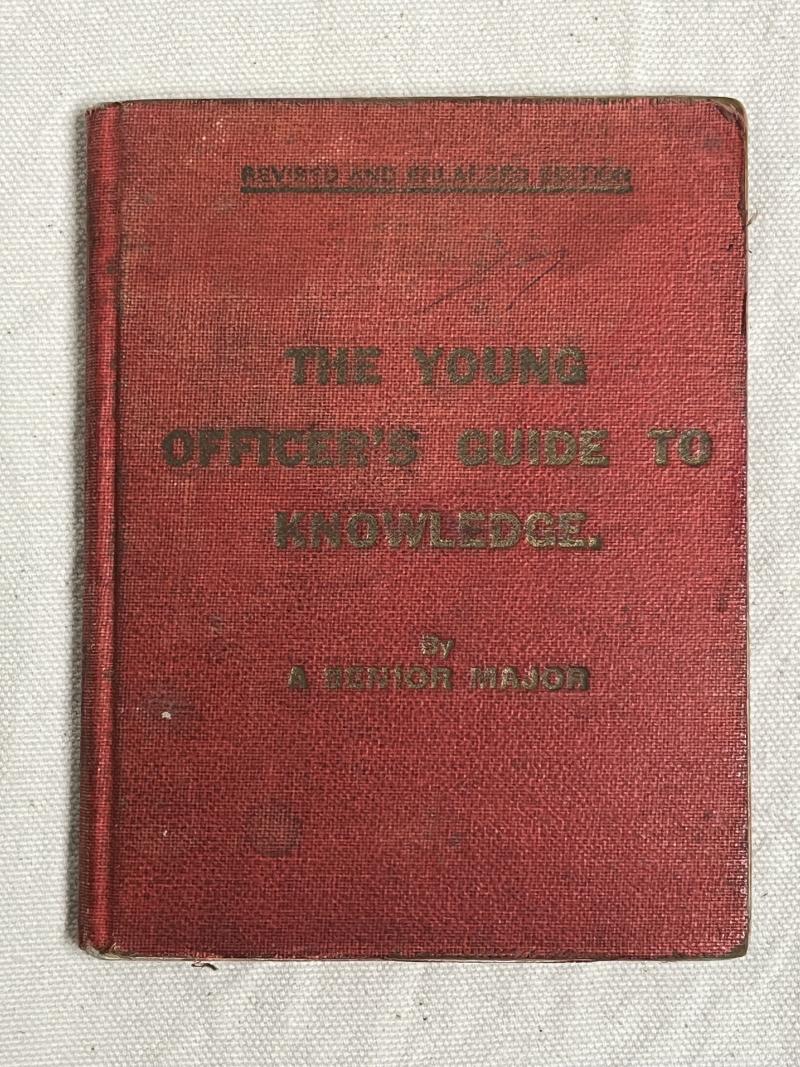 REVISED AND ENLARGED EDITION
THE YOUNG
OFFICER'S GUIDE TO
KNOWLEDGE.
By
A SENIOR MAJOR